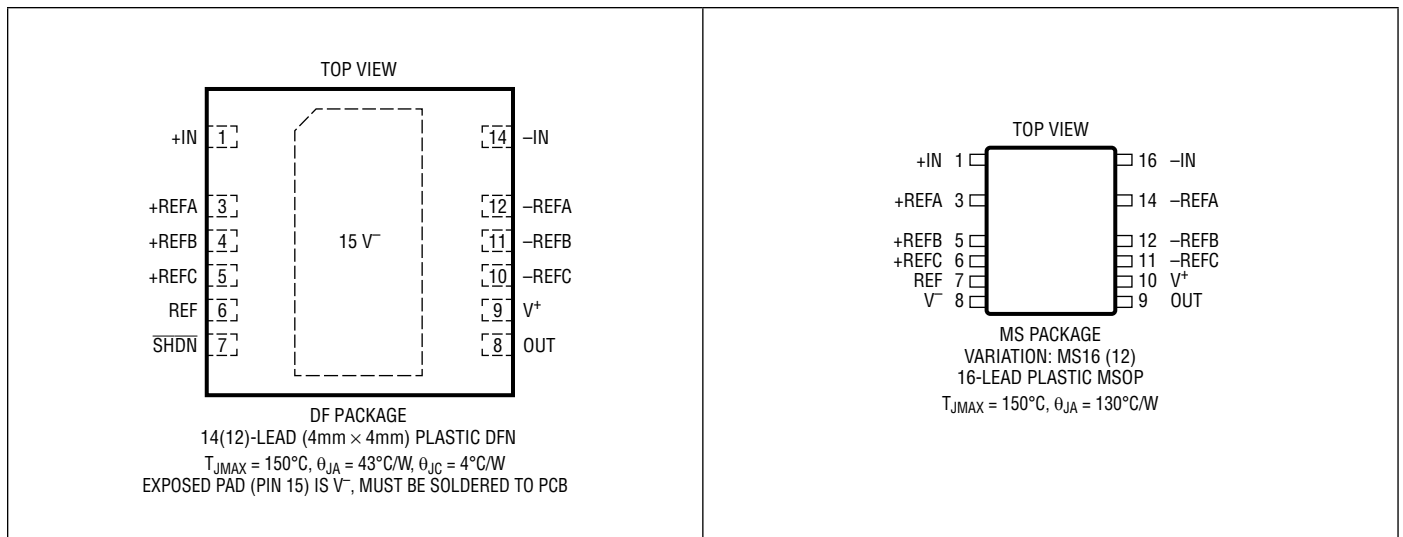 TOP VIEW
+IN 1 14 –IN
+REFA 3 12 –REFA
+REFB 4 15 V– 11 –REFB
+REFC 5 10 –REFC
REF 6 9 V+
SHDN 7 8 OUT
DF PACKAGE
14(12)-LEAD (4mm × 4mm) PLASTIC DFN
TJMAX = 150°C, θJA = 43°C/W, θJC = 4°C/W
EXPOSED PAD (PIN 15) IS V–, MUST BE SOLDERED TO PCB
TOP VIEW
+IN 1 16 –IN
+REFA 3 14 –REFA
+REFB 5 12 –REFB
+REFC 6 11 –REFC
REF 7 10 V+
V– 8 9 OUT
MS PACKAGE
VARIATION: MS16 (12)
16-LEAD PLASTIC MSOP
TJMAX = 150°C, θJA = 130°C/W